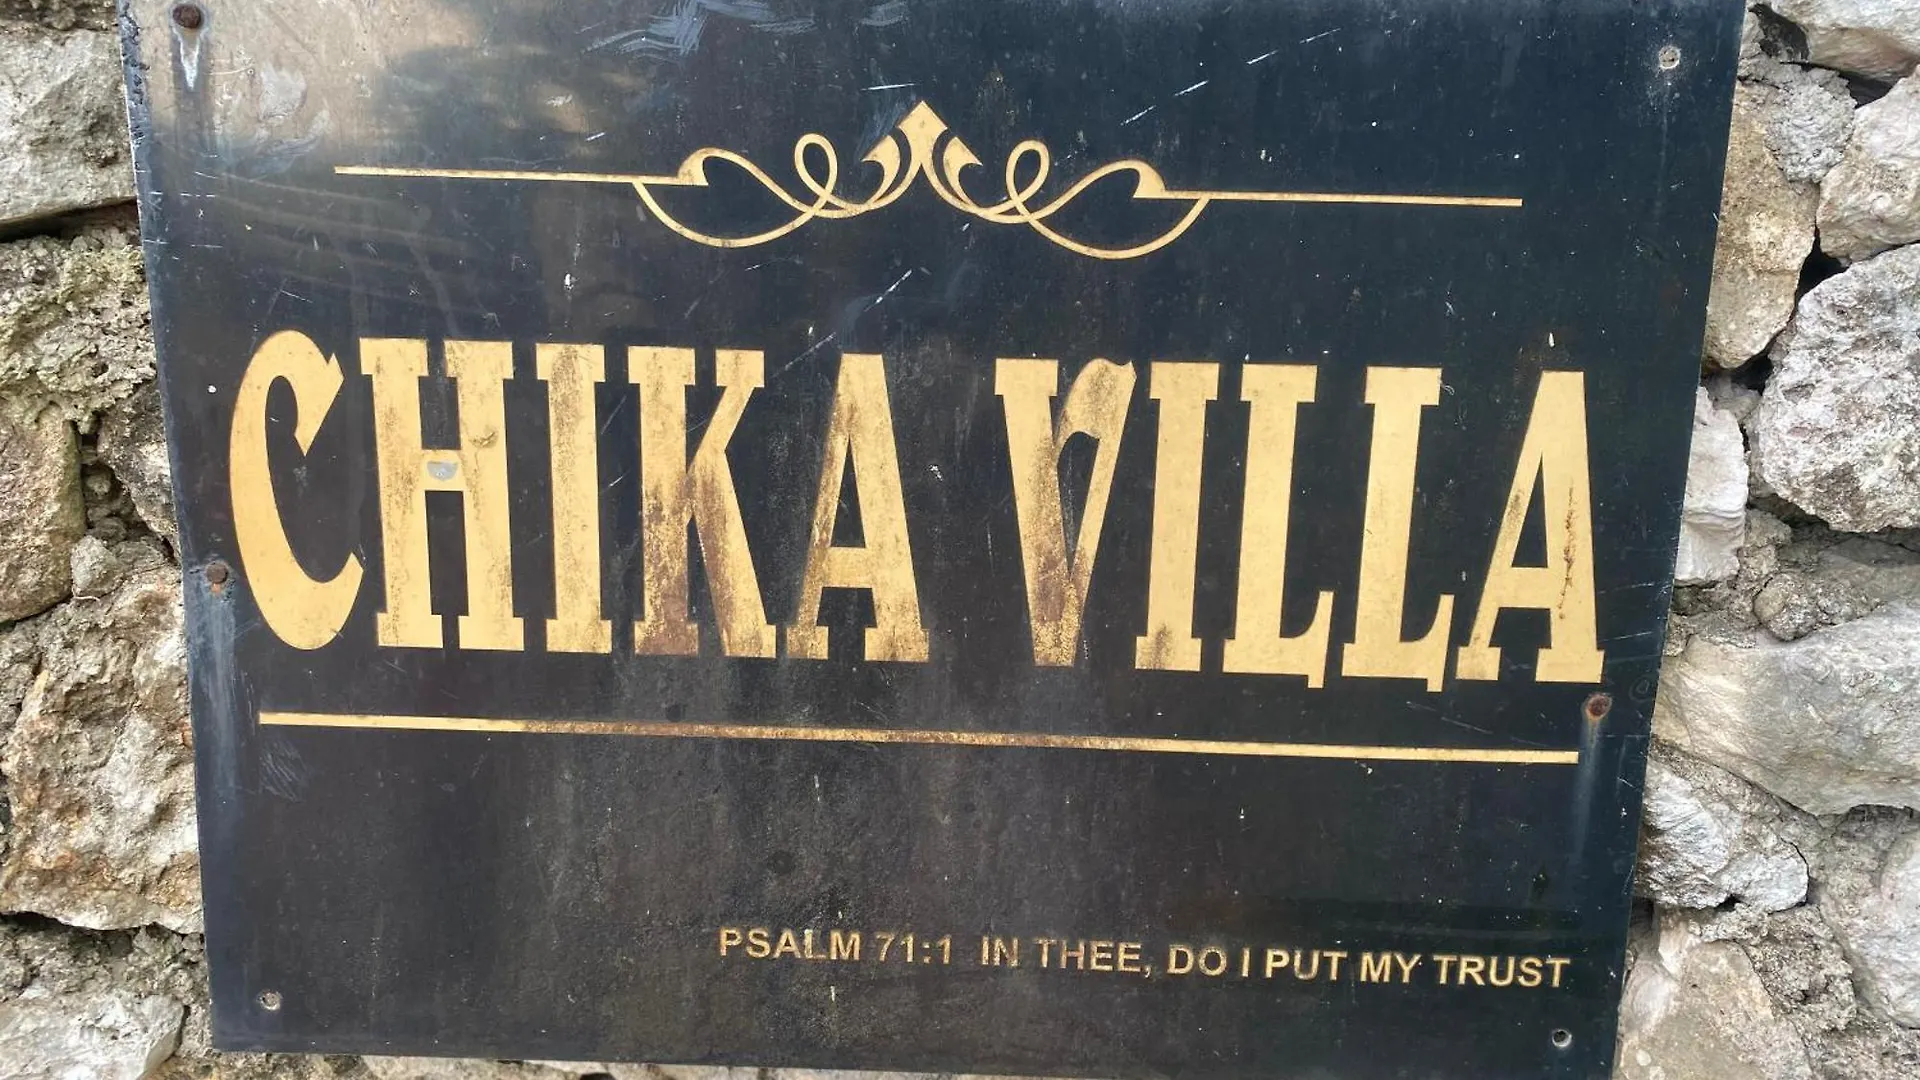 CHIKA VILLA
PSALM 71:1 IN THEE, DO I PUT MY TRUST